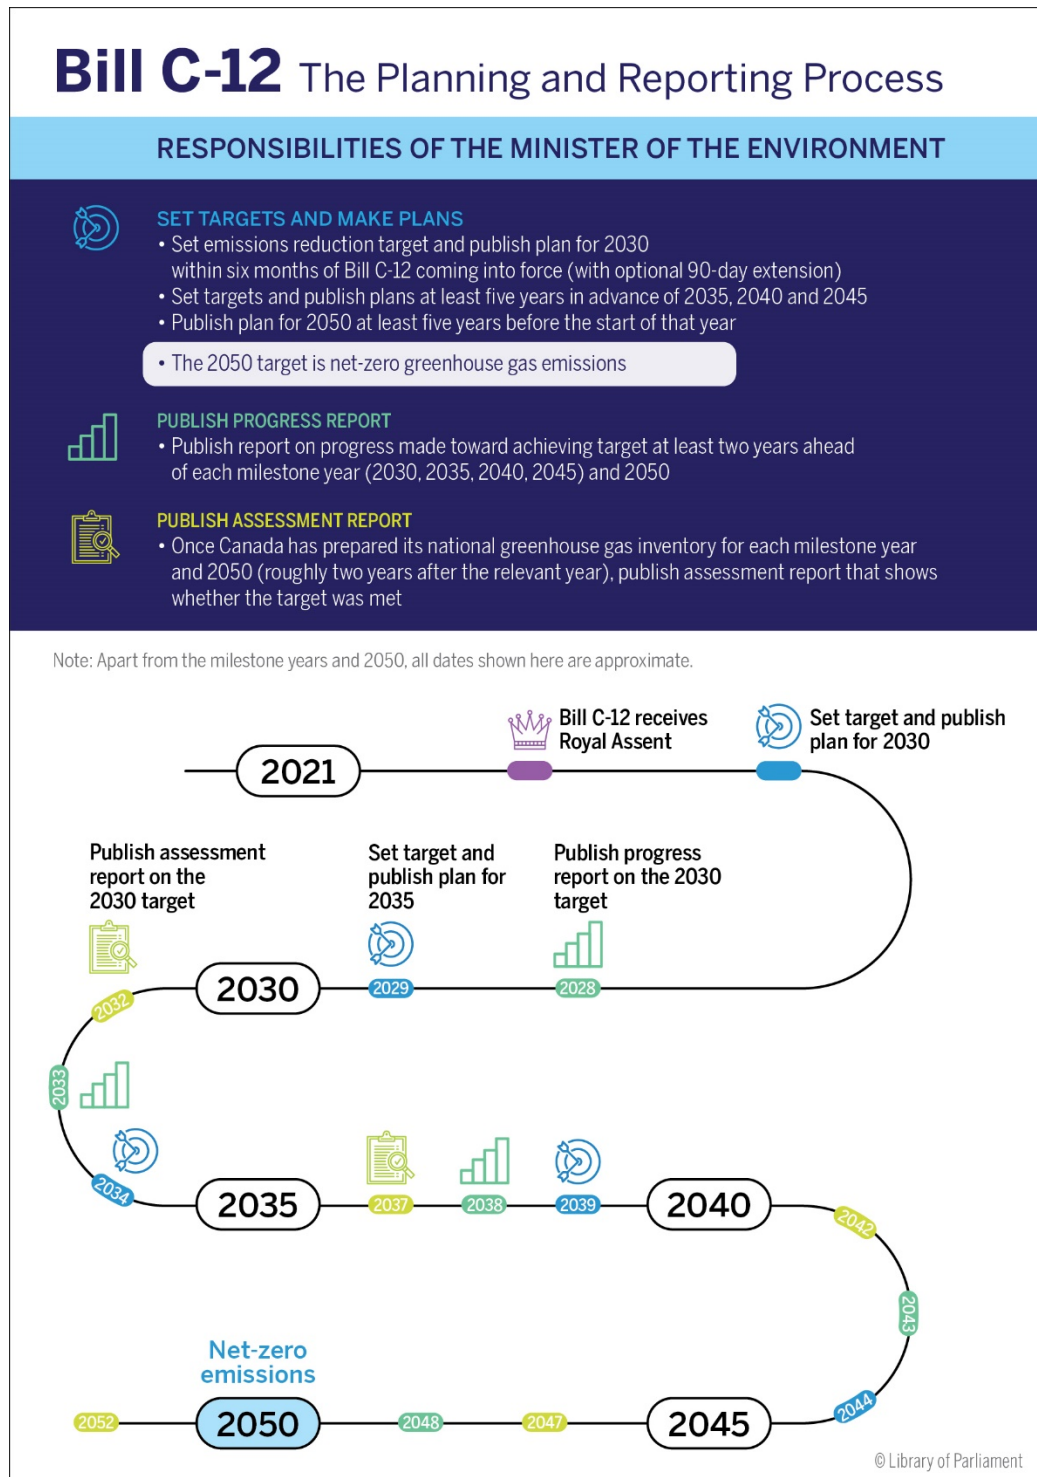 Bill C-12 The Planning and Reporting Process
RESPONSIBILITIES OF THE MINISTER OF THE ENVIRONMENT
SET TARGETS AND MAKE PLANS
• Set emissions reduction target and publish plan for 2030
within six months of Bill C-12 coming into force (with optional 90-day extension)
• Set targets and publish plans at least five years in advance of 2035, 2040 and 2045
• Publish plan for 2050 at least five years before the start of that year
• The 2050 target is net-zero greenhouse gas emissions
PUBLISH PROGRESS REPORT
• Publish report on progress made toward achieving target at least two years ahead
of each milestone year (2030, 2035, 2040, 2045) and 2050
PUBLISH ASSESSMENT REPORT
• Once Canada has prepared its national greenhouse gas inventory for each milestone year
and 2050 (roughly two years after the relevant year), publish assessment report that shows
whether the target was met
Note: Apart from the milestone years and 2050, all dates shown here are approximate.
2021
Bill C-12 receives
Royal Assent
Set target and publish
plan for 2030
Publish progress
report on the 2030
target
2028
Set target and
publish plan for
2035
2029
2030
Publish assessment
report on the
2030 target
2032
2033
2034
2035
2037
2038
2039
2040
2042
2043
2044
2045
2047
2048
Net-zero
emissions
2050
2052
© Library of Parliament